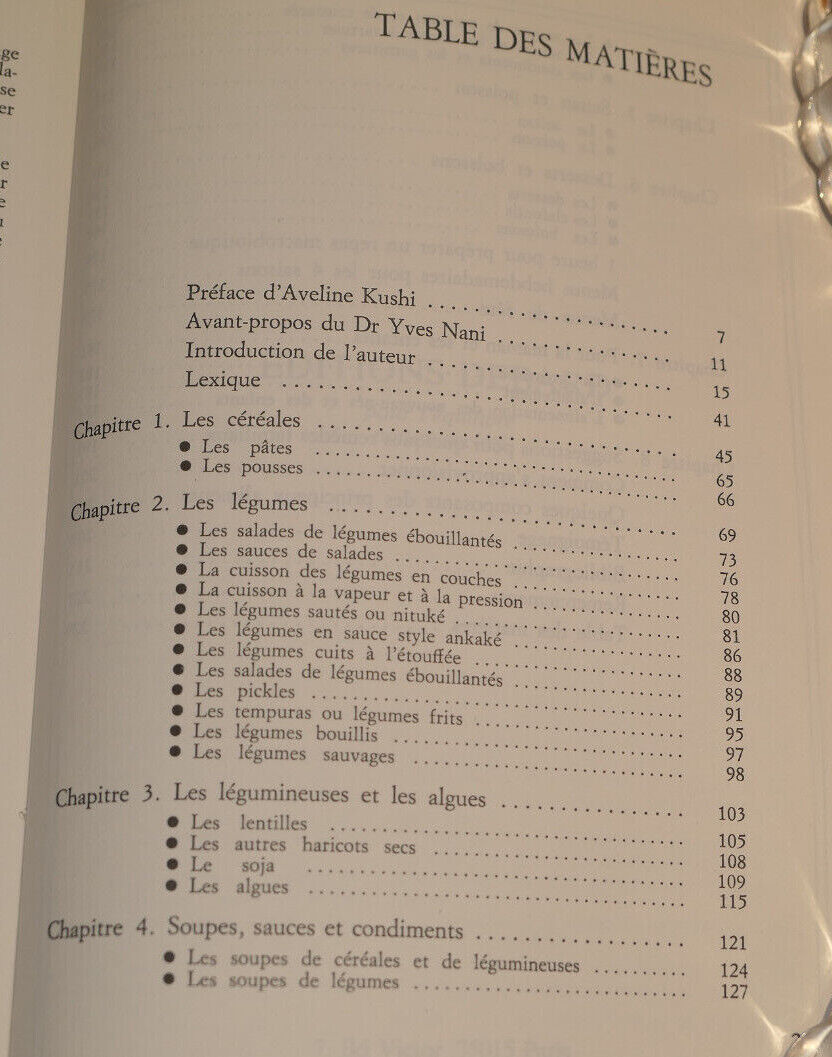 ge
la-
se
er
e
r
e
TABLE DES MATIÈRES
Préface d'Aveline Kushi ........................ 7
Avant-propos du Dr Yves Nani ................ 11
Introduction de l'auteur ........................ 15
Lexique ........................ 41
Chapitre 1. Les céréales ........................ 45
● Les pâtes ........................ 65
● Les pousses ........................ 66
Chapitre 2. Les légumes ........................ 69
● Les salades de légumes ébouillantés ................ 73
● Les sauces de salades ........................ 76
● La cuisson des légumes en couches ................ 78
● La cuisson à la vapeur et à la pression ................ 80
● Les légumes sautés ou nituké ................ 81
● Les légumes en sauce style ankaké ................ 86
● Les légumes cuits à l'étouffée ................ 88
● Les salades de légumes ébouillantés ................ 89
● Les pickles ........................ 91
● Les tempuras ou légumes frits ................ 95
● Les légumes bouillis ........................ 97
● Les légumes sauvages ........................ 98
Chapitre 3. Les légumineuses et les algues ................ 103
● Les lentilles ........................ 105
● Les autres haricots secs ................ 108
● Le soja ........................ 109
● Les algues ........................ 115
Chapitre 4. Soupes, sauces et condiments ................ 121
● Les soupes de céréales et de légumineuses .......... 124
● Les soupes de légumes ........................ 127